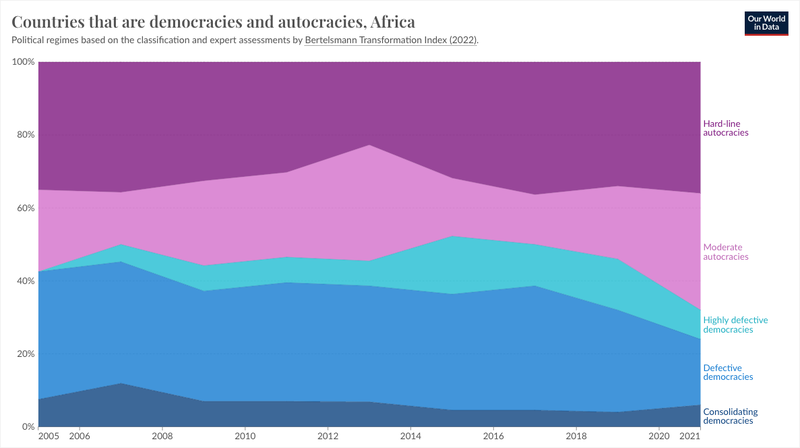 Countries that are democracies and autocracies, Africa
Political regimes based on the classification and expert assessments by Bertelsmann Transformation Index (2022).
Our World
in Data
100%
80%
60%
40%
20%
0%
Hard-line
autocracies
Moderate
autocracies
Highly defective
democracies
Defective
democracies
Consolidating
democracies
2005 2006 2008 2010 2012 2014 2016 2018 2020 2021